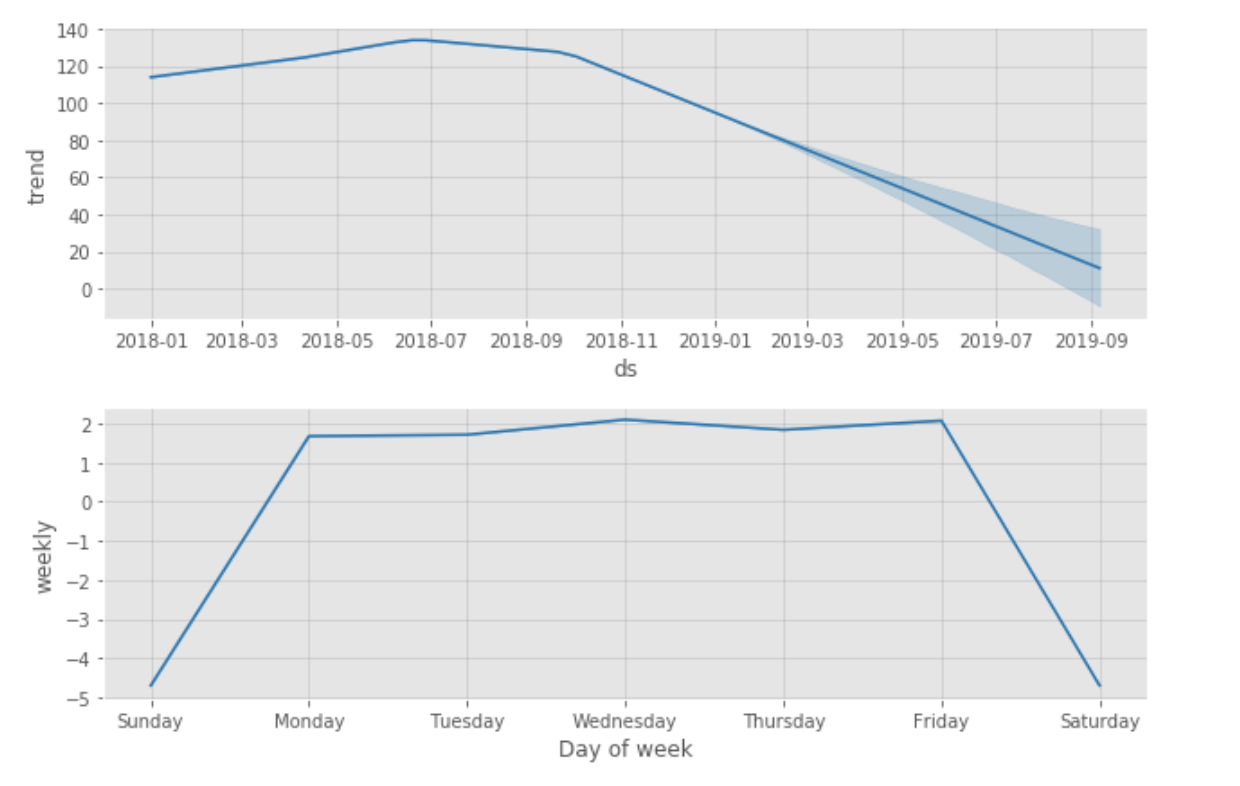 140
120
100
80
60
40
20
0
trend
2018-01 2018-03 2018-05 2018-07 2018-09 2018-11 2019-01 2019-03 2019-05 2019-07 2019-09
ds
2
1
0
−1
−2
−3
−4
−5
weekly
Sunday Monday Tuesday Wednesday Thursday Friday Saturday
Day of week